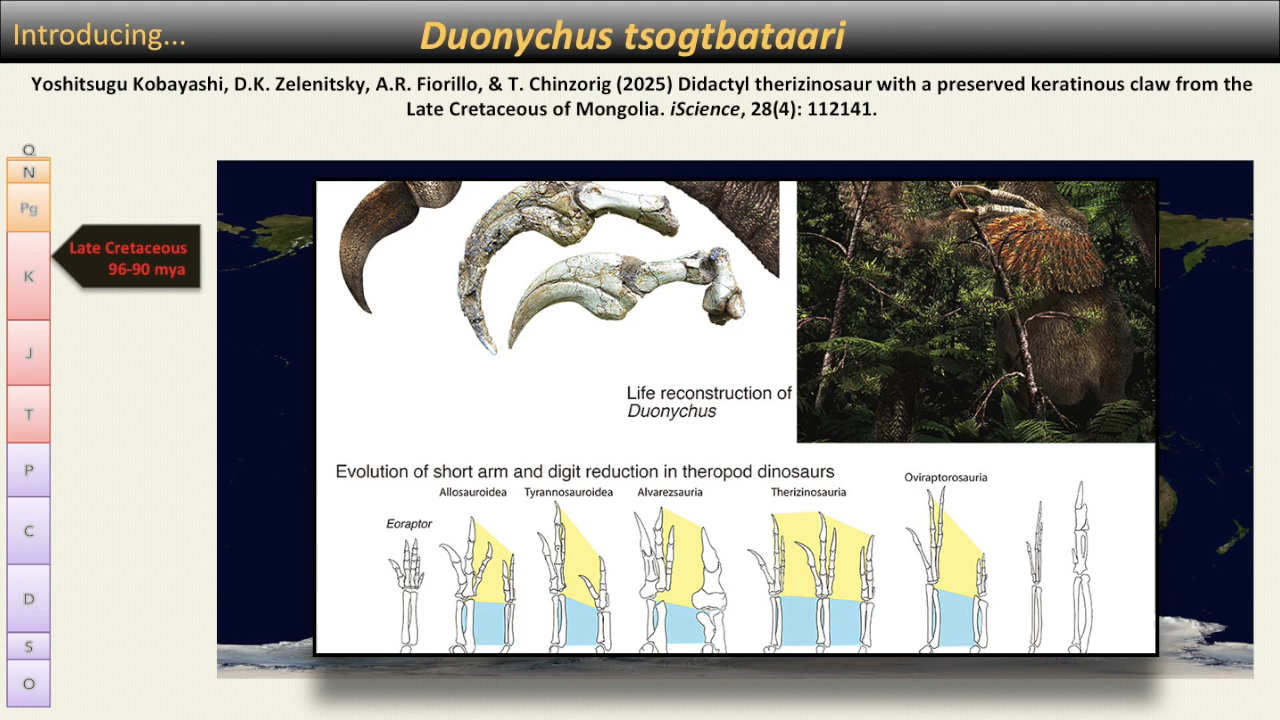 Introducing...
Duonychus tsogtbataari
Yoshitsugu Kobayashi, D.K. Zelenitsky, A.R. Fiorillo, & T. Chinzorig (2025) Didactyl therizinosaur with a preserved keratinous claw from the
Late Cretaceous of Mongolia. iScience, 28(4): 112141.
Q
N
Pg
K
J
T
P
C
D
S
O
Late Cretaceous
96-90 mya
Life reconstruction of
Duonychus
Evolution of short arm and digit reduction in theropod dinosaurs
Eoraptor
Allosauroidea
Tyrannosauroidea
Alvarezsauria
Therizinosauria
Oviraptorosauria